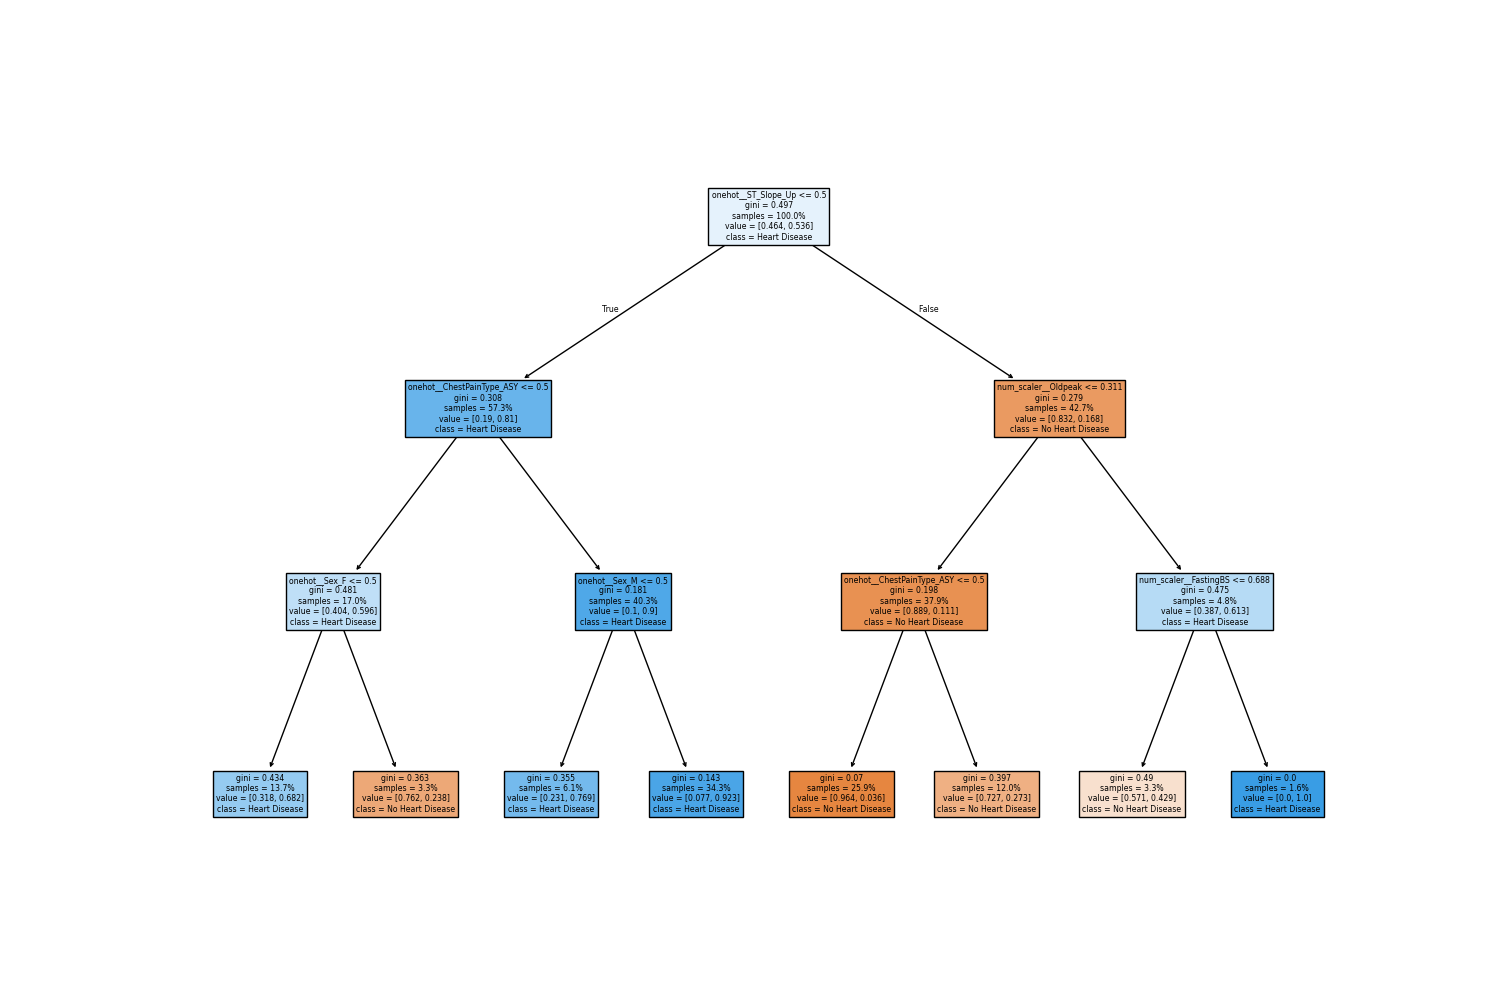 onehot__ST_Slope_Up <= 0.5
gini = 0.497
samples = 100.0%
value = [0.464, 0.536]
class = Heart Disease
True
False
onehot__ChestPainType_ASY <= 0.5
gini = 0.308
samples = 57.3%
value = [0.19, 0.81]
class = Heart Disease
num_scaler__Oldpeak <= 0.311
gini = 0.279
samples = 42.7%
value = [0.832, 0.168]
class = No Heart Disease
onehot__Sex_F <= 0.5
gini = 0.481
samples = 17.0%
value = [0.404, 0.596]
class = Heart Disease
onehot__Sex_M <= 0.5
gini = 0.181
samples = 40.3%
value = [0.1, 0.9]
class = Heart Disease
onehot__ChestPainType_ASY <= 0.5
gini = 0.198
samples = 37.9%
value = [0.889, 0.111]
class = No Heart Disease
num_scaler__FastingBS <= 0.688
gini = 0.475
samples = 4.8%
value = [0.387, 0.613]
class = Heart Disease
gini = 0.434
samples = 13.7%
value = [0.318, 0.682]
class = Heart Disease
gini = 0.363
samples = 3.3%
value = [0.762, 0.238]
class = No Heart Disease
gini = 0.355
samples = 6.1%
value = [0.231, 0.769]
class = Heart Disease
gini = 0.143
samples = 34.3%
value = [0.077, 0.923]
class = Heart Disease
gini = 0.07
samples = 25.9%
value = [0.964, 0.036]
class = No Heart Disease
gini = 0.397
samples = 12.0%
value = [0.727, 0.273]
class = No Heart Disease
gini = 0.49
samples = 3.3%
value = [0.571, 0.429]
class = No Heart Disease
gini = 0.0
samples = 1.6%
value = [0.0, 1.0]
class = Heart Disease